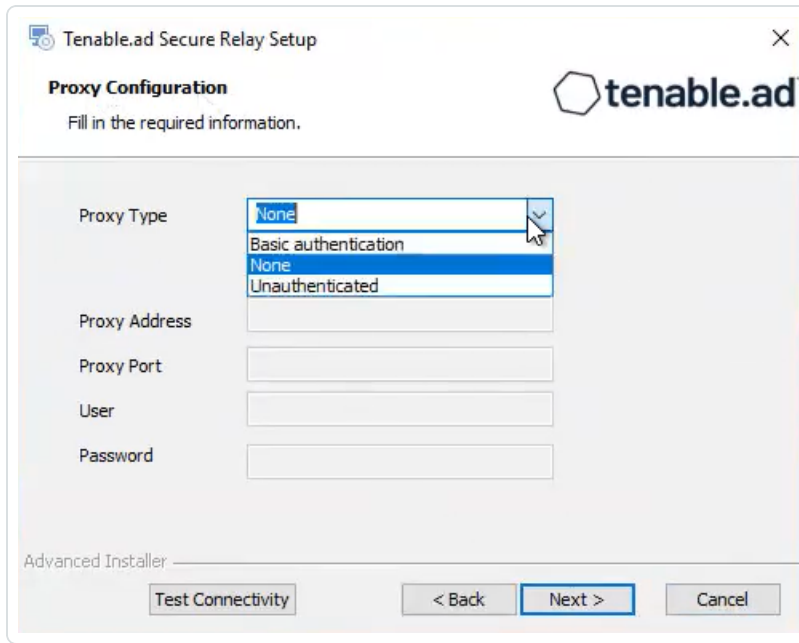 Tenable.ad Secure Relay Setup
Proxy Configuration
Fill in the required information.
tenable.ad
Proxy Type
None
Basic authentication
None
Unauthenticated
Proxy Address
Proxy Port
User
Password
Advanced Installer
Test Connectivity
< Back
Next >
Cancel